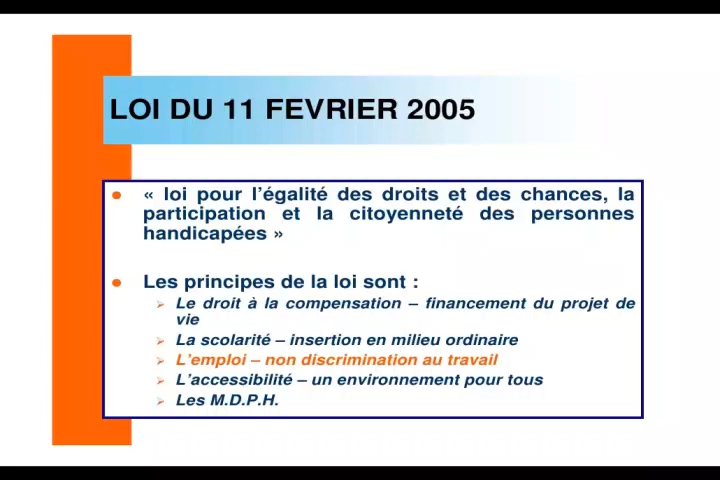 LOI DU 11 FEVRIER 2005
« loi pour l'égalité des droits et des chances, la
participation et la citoyenneté des personnes
handicapées »
Les principes de la loi sont :
Le droit à la compensation – financement du projet de
vie
La scolarité – insertion en milieu ordinaire
L'emploi – non discrimination au travail
L'accessibilité – un environnement pour tous
Les M.D.P.H.